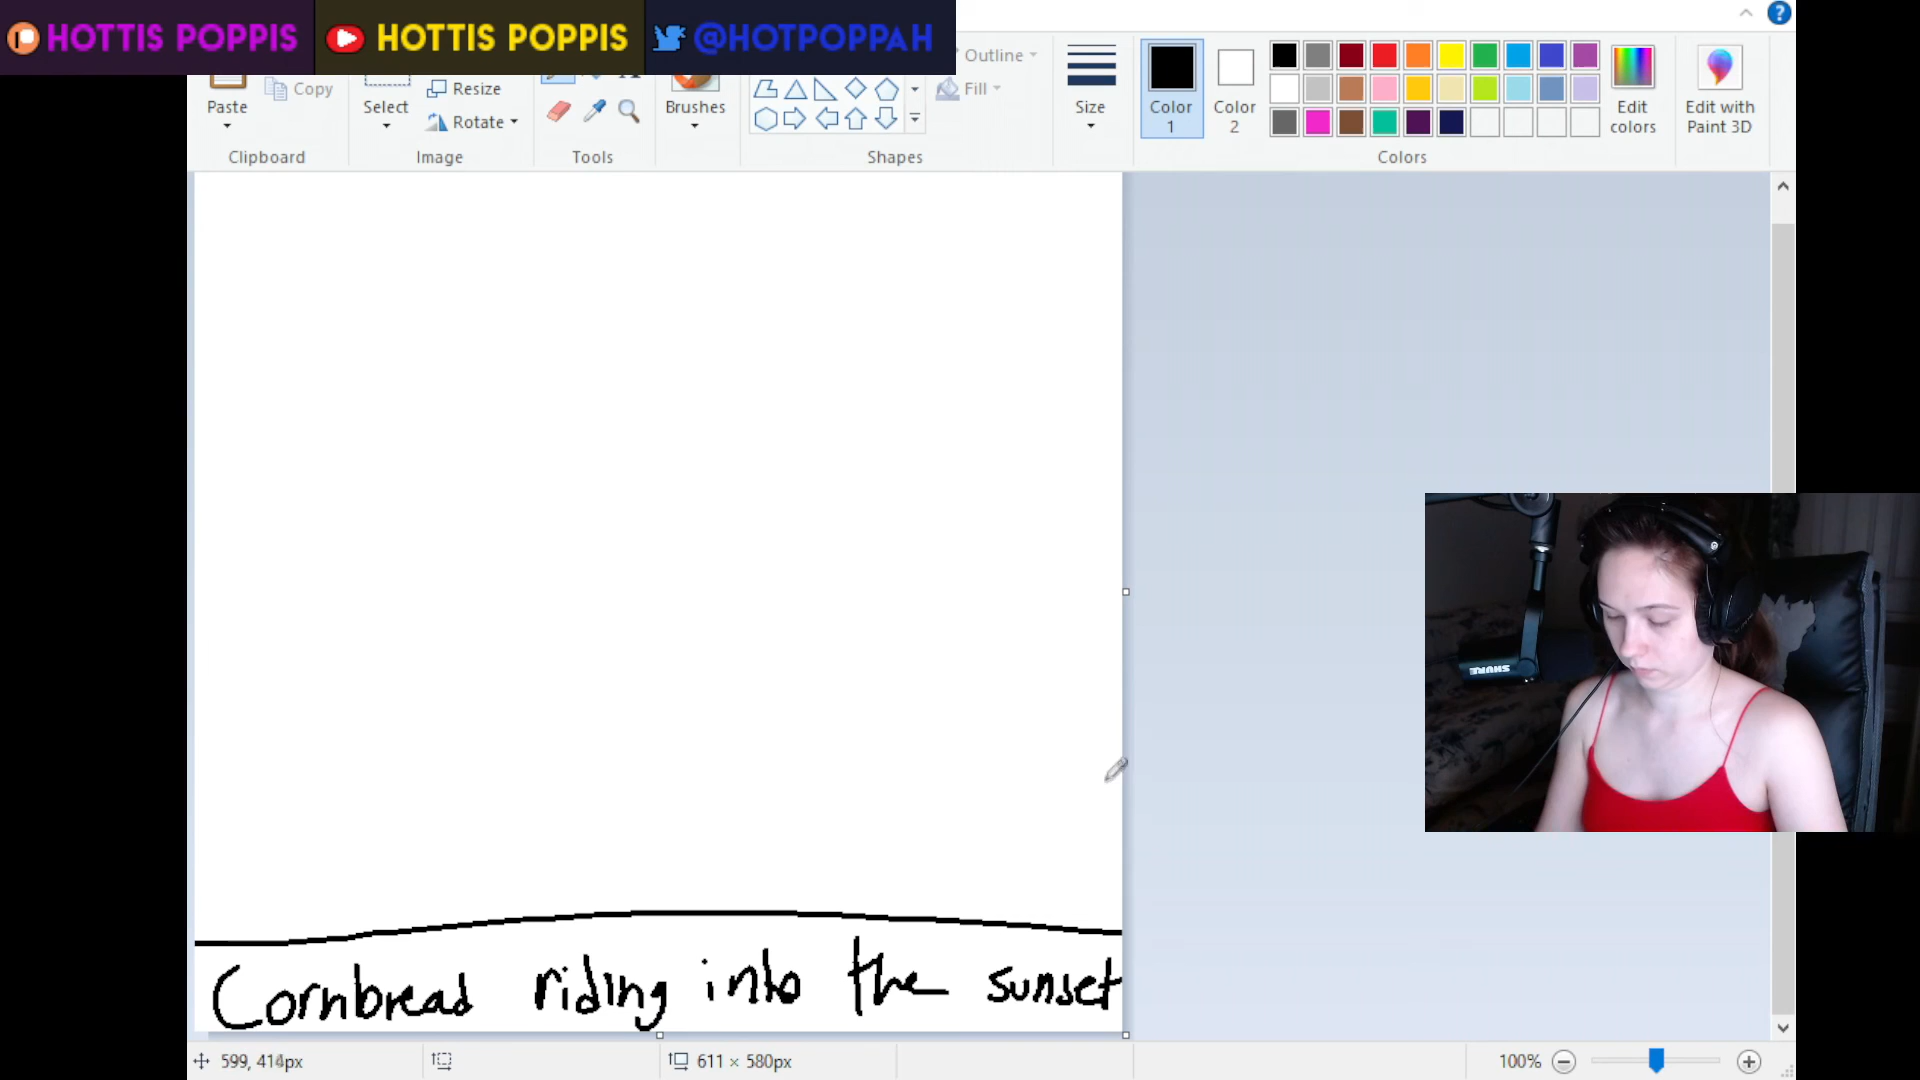 HOTTIS POPPIS HOTTIS POPPIS @HOTPOPPAH
Outline
Copy Resize Fill
Paste Select Rotate Brushes Size Color 1 Color 2 Edit colors Edit with Paint 3D
Clipboard Image Tools Shapes Colors
SHURE
Cornbread riding into the sunset
599, 414px 611 × 580px 100%